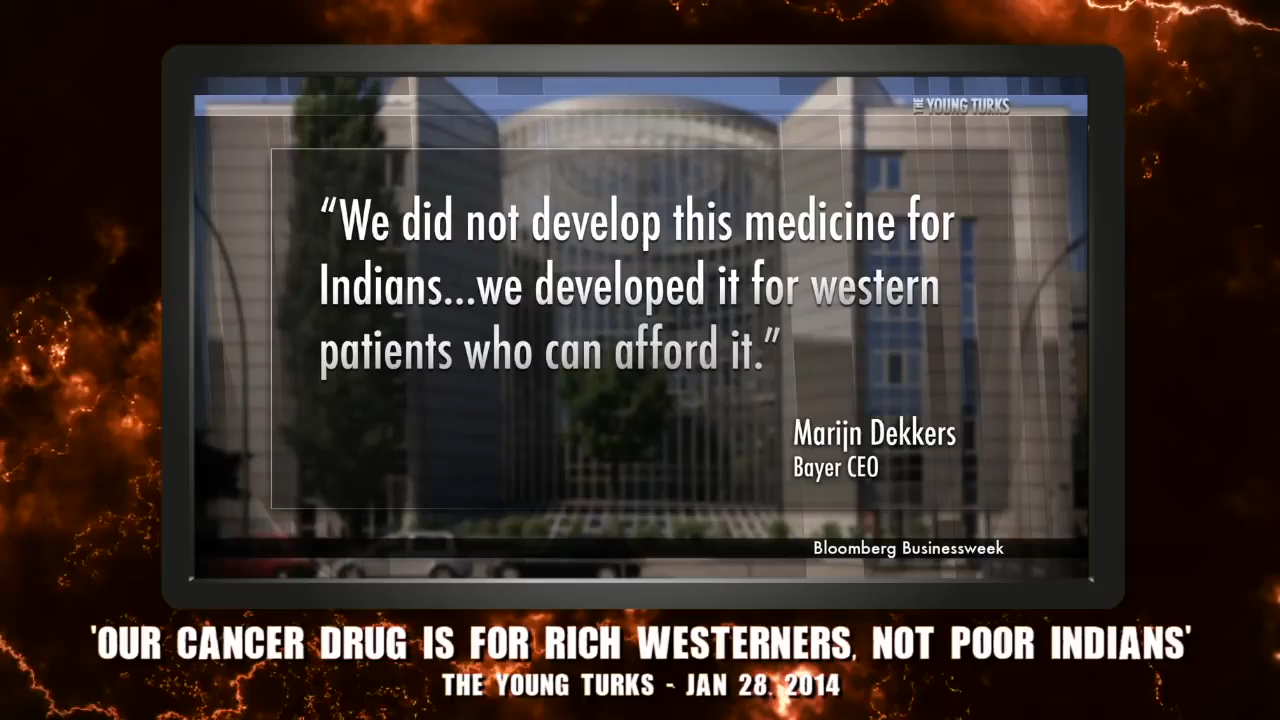 THE YOUNG TURKS
“We did not develop this medicine for
Indians...we developed it for western
patients who can afford it.”
Marijn Dekkers
Bayer CEO
Bloomberg Businessweek
'OUR CANCER DRUG IS FOR RICH WESTERNERS, NOT POOR INDIANS'
THE YOUNG TURKS - JAN 28, 2014